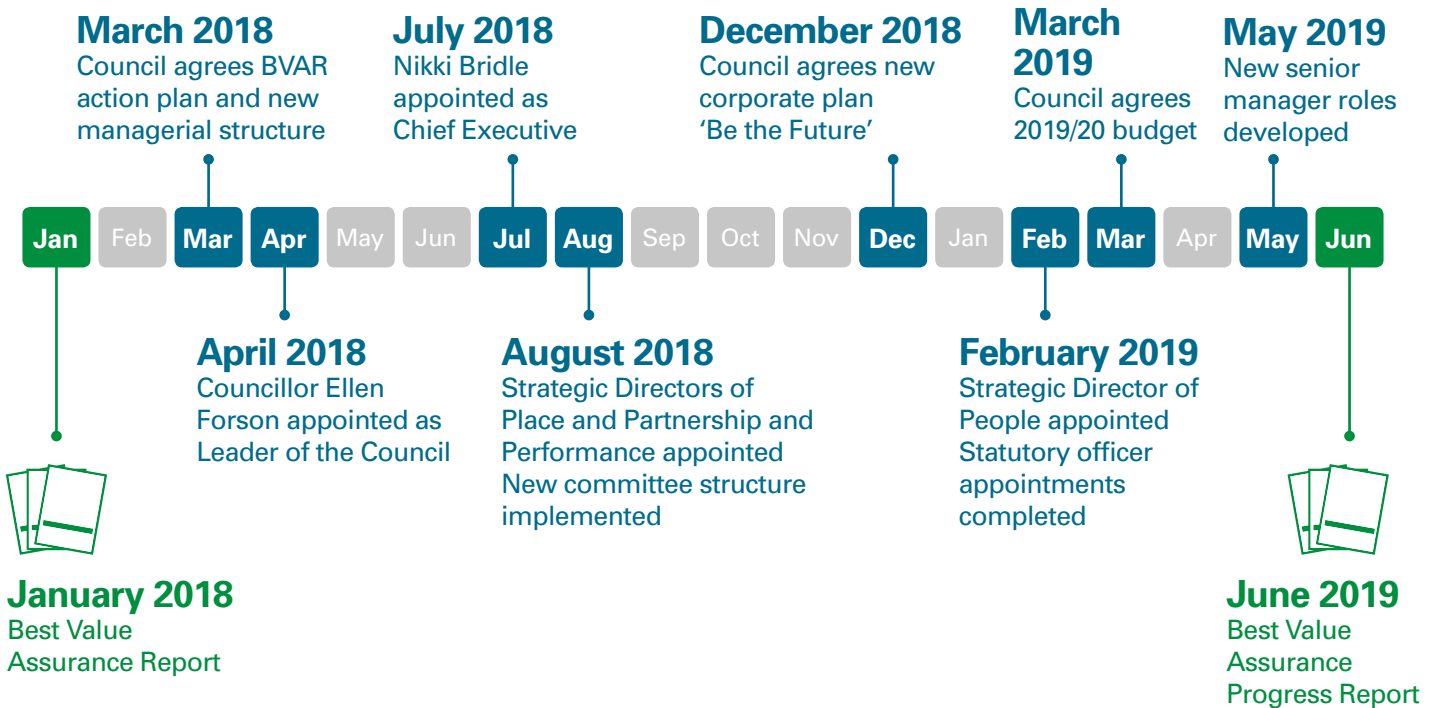 March 2018
Council agrees BVAR
action plan and new
managerial structure
July 2018
Nikki Bridle
appointed as
Chief Executive
December 2018
Council agrees new
corporate plan
‘Be the Future’
March
2019
Council agrees
2019/20 budget
May 2019
New senior
manager roles
developed
Jan Feb Mar Apr May Jun Jul Aug Sep Oct Nov Dec Jan Feb Mar Apr May Jun
April 2018
Councillor Ellen
Forson appointed as
Leader of the Council
August 2018
Strategic Directors of
Place and Partnership and
Performance appointed
New committee structure
implemented
February 2019
Strategic Director of
People appointed
Statutory officer
appointments
completed
January 2018
Best Value
Assurance Report
June 2019
Best Value
Assurance
Progress Report